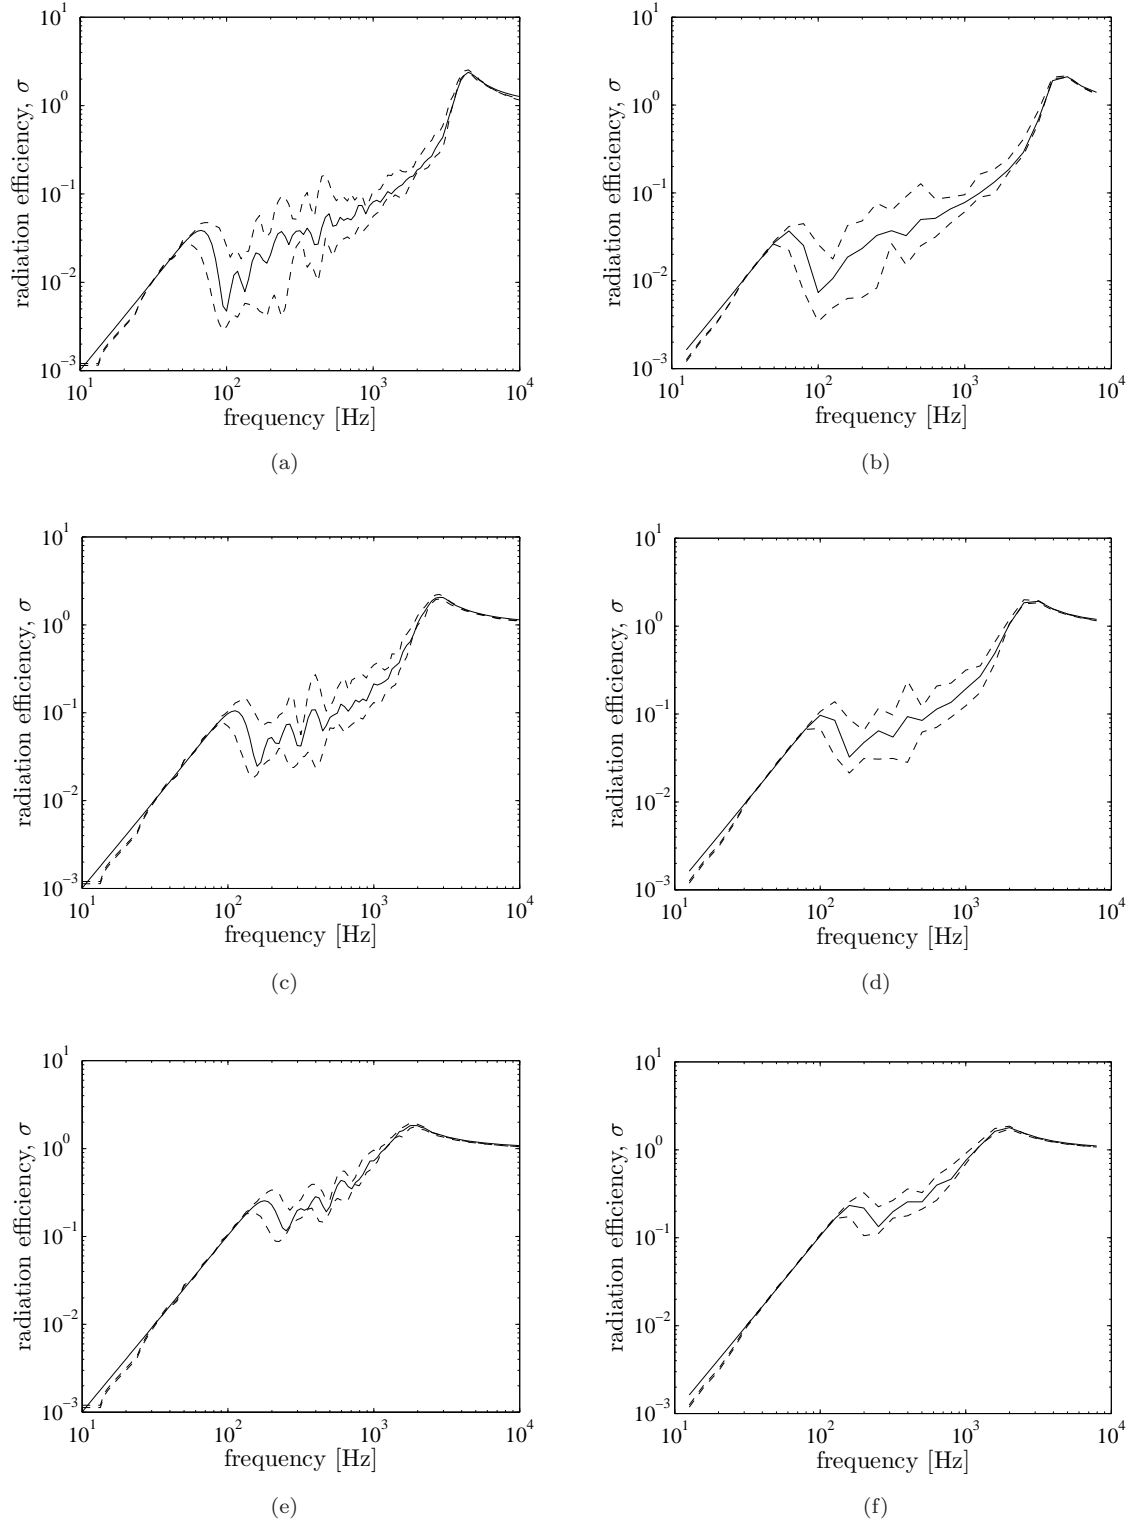 10^1
10^0
10^−1
10^−2
10^−3
radiation efficiency, σ
10^1 10^2 10^3 10^4
frequency [Hz]
(a)
10^1
10^0
10^−1
10^−2
10^−3
radiation efficiency, σ
10^1 10^2 10^3 10^4
frequency [Hz]
(b)
10^1
10^0
10^−1
10^−2
10^−3
radiation efficiency, σ
10^1 10^2 10^3 10^4
frequency [Hz]
(c)
10^1
10^0
10^−1
10^−2
10^−3
radiation efficiency, σ
10^1 10^2 10^3 10^4
frequency [Hz]
(d)
10^1
10^0
10^−1
10^−2
10^−3
radiation efficiency, σ
10^1 10^2 10^3 10^4
frequency [Hz]
(e)
10^1
10^0
10^−1
10^−2
10^−3
radiation efficiency, σ
10^1 10^2 10^3 10^4
frequency [Hz]
(f)